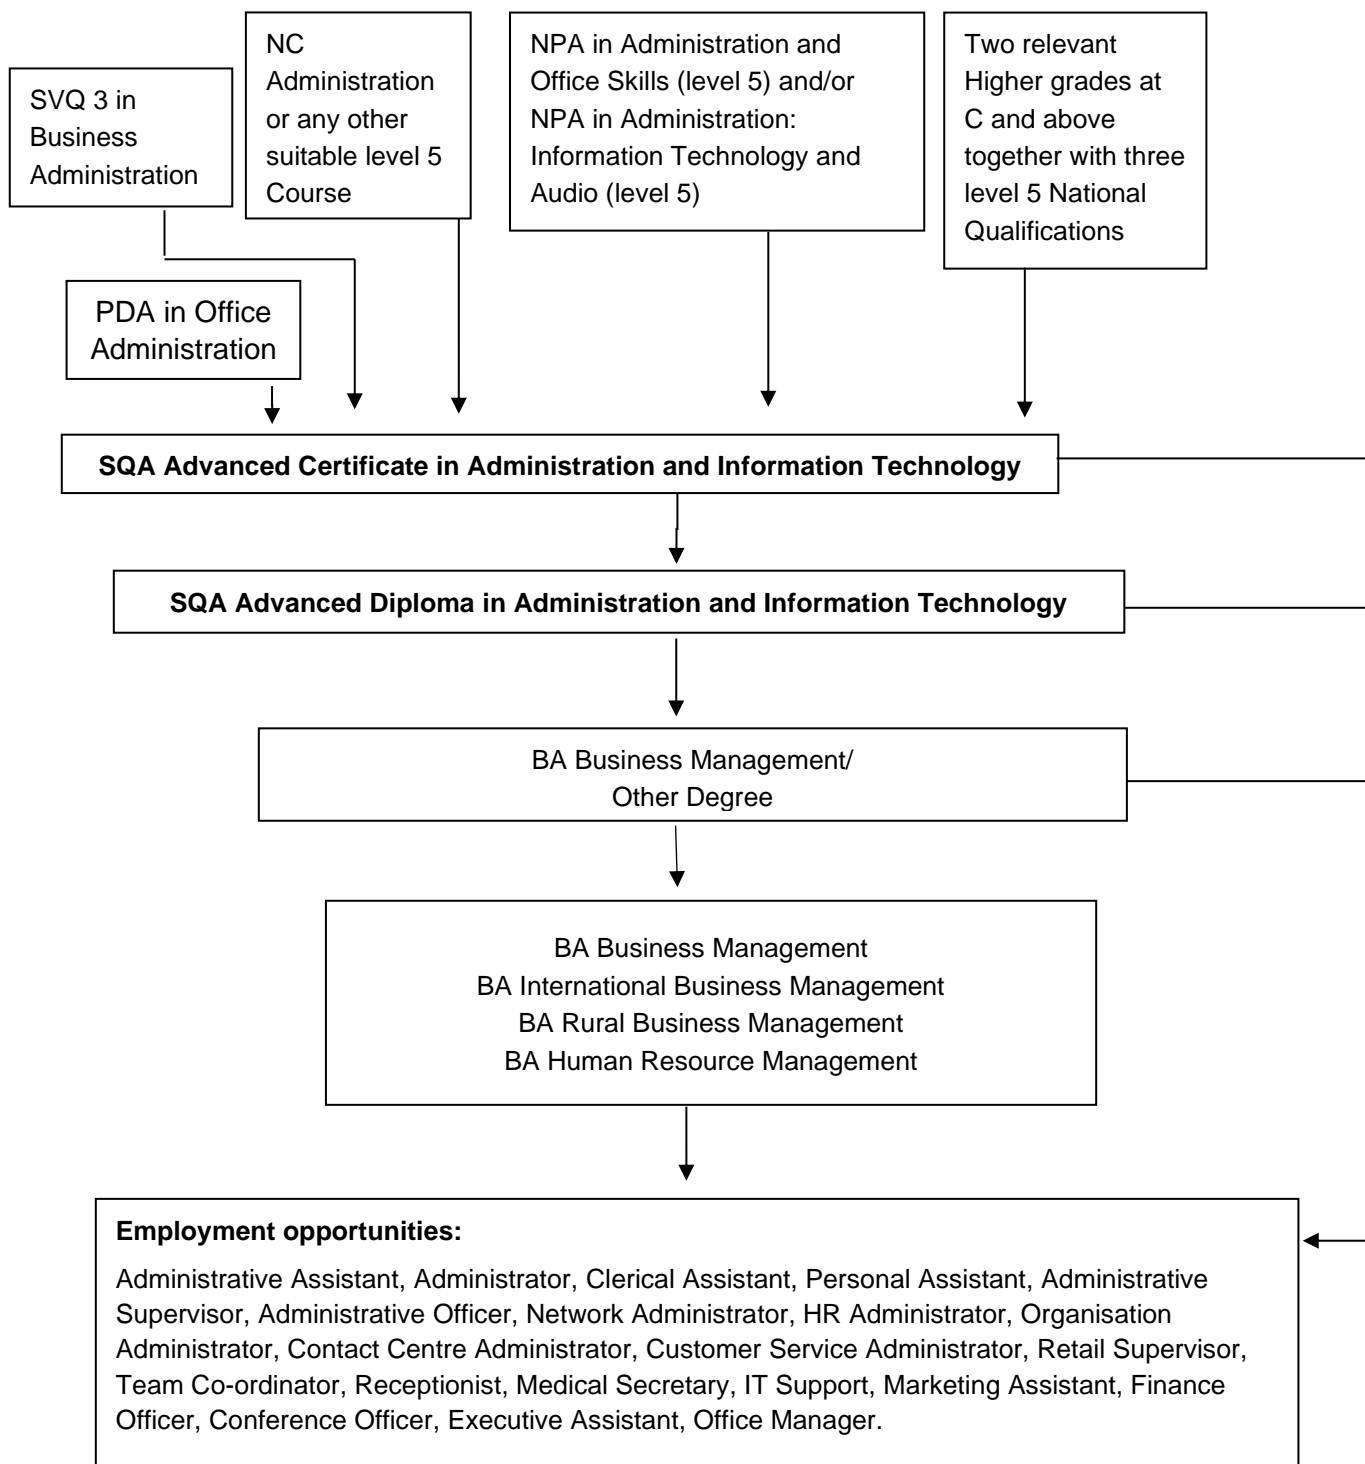 SVQ 3 in
Business
Administration
NC
Administration
or any other
suitable level 5
Course
NPA in Administration and
Office Skills (level 5) and/or
NPA in Administration:
Information Technology and
Audio (level 5)
Two relevant
Higher grades at
C and above
together with three
level 5 National
Qualifications
PDA in Office
Administration
SQA Advanced Certificate in Administration and Information Technology
SQA Advanced Diploma in Administration and Information Technology
BA Business Management/
Other Degree
BA Business Management
BA International Business Management
BA Rural Business Management
BA Human Resource Management
Employment opportunities:
Administrative Assistant, Administrator, Clerical Assistant, Personal Assistant, Administrative
Supervisor, Administrative Officer, Network Administrator, HR Administrator, Organisation
Administrator, Contact Centre Administrator, Customer Service Administrator, Retail Supervisor,
Team Co-ordinator, Receptionist, Medical Secretary, IT Support, Marketing Assistant, Finance
Officer, Conference Officer, Executive Assistant, Office Manager.